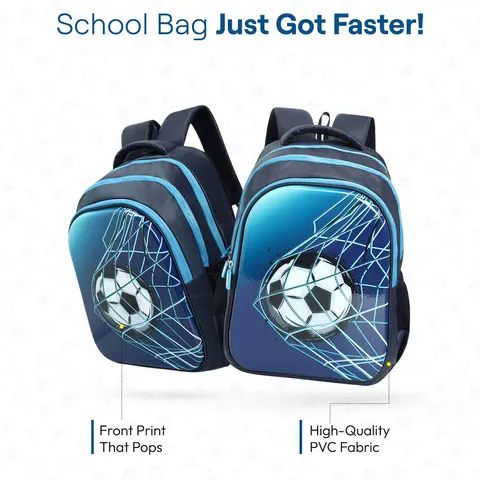 School Bag Just Got Faster!
Front Print
That Pops
High-Quality
PVC Fabric